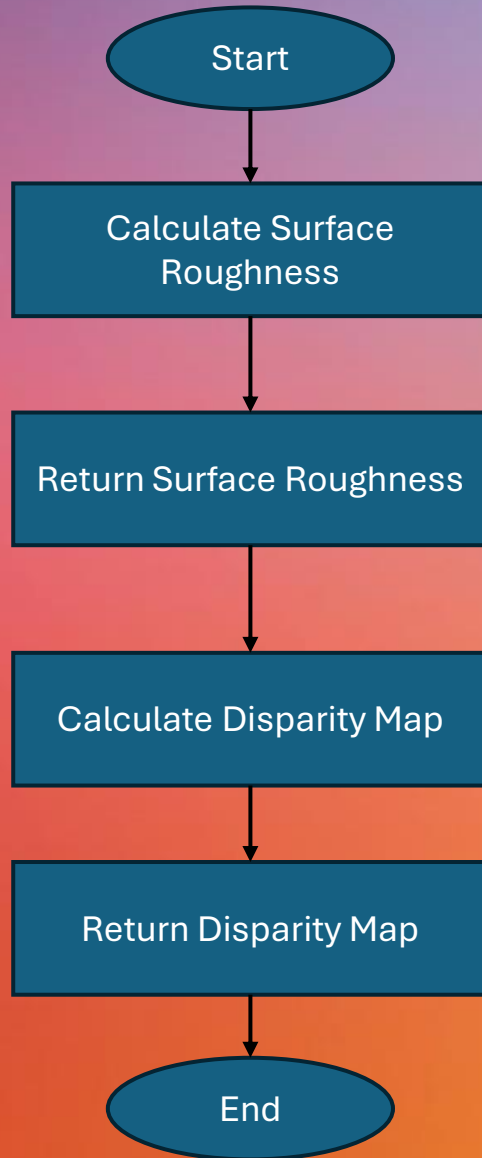 Start
Calculate Surface
Roughness
Return Surface Roughness
Calculate Disparity Map
Return Disparity Map
End